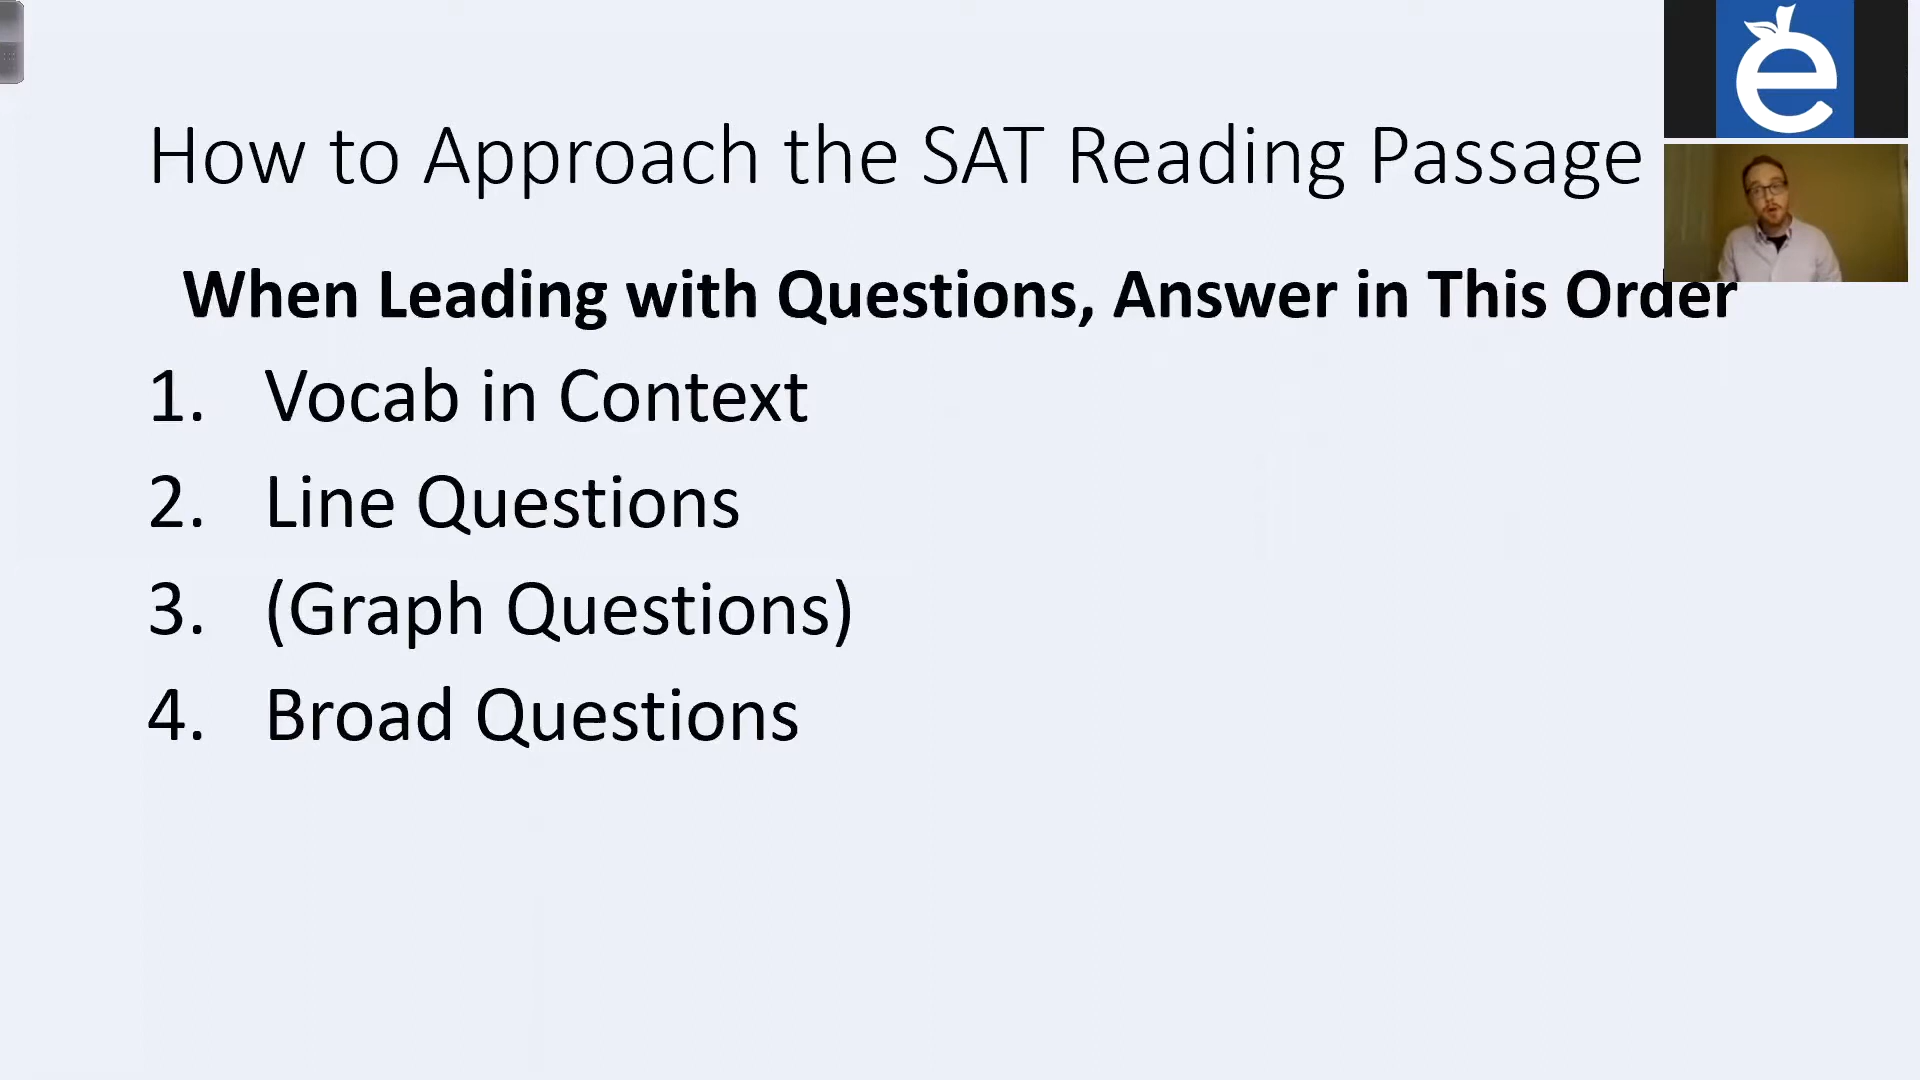 How to Approach the SAT Reading Passage
When Leading with Questions, Answer in This Order
1. Vocab in Context
2. Line Questions
3. (Graph Questions)
4. Broad Questions
e